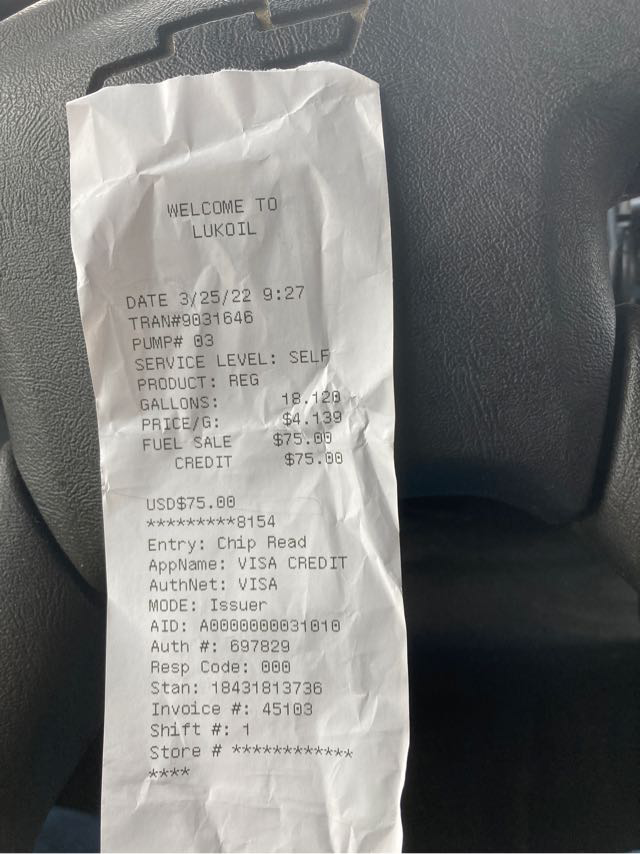 WELCOME TO
LUKOIL
DATE 3/25/22 9:27
TRAN#9031646
PUMP# 03
SERVICE LEVEL: SELF
PRODUCT: REG
GALLONS: 18.120
PRICE/G: $4.139
FUEL SALE $75.00
CREDIT $75.00
USD$75.00
*********8154
Entry: Chip Read
AppName: VISA CREDIT
AuthNet: VISA
MODE: Issuer
AID: A0000000031010
Auth #: 697829
Resp Code: 000
Stan: 18431813736
Invoice #: 45103
Shift #: 1
Store # ************
****